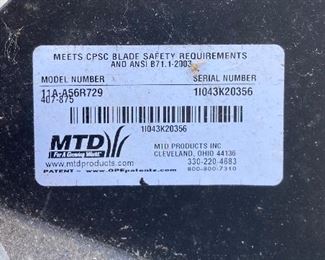 MEETS CPSC BLADE SAFETY REQUIREMENTS
AND ANSI B71.1-2003
MODEL NUMBER SERIAL NUMBER
11A-A56R729 1I043K20356
407-875
1I043K20356
MTD
For A Growing World.
www.mtdproducts.com
MTD PRODUCTS INC
CLEVELAND, OHIO 44136
330-220-4683
800-800-7310
PATENT – www.OPEpatents.com